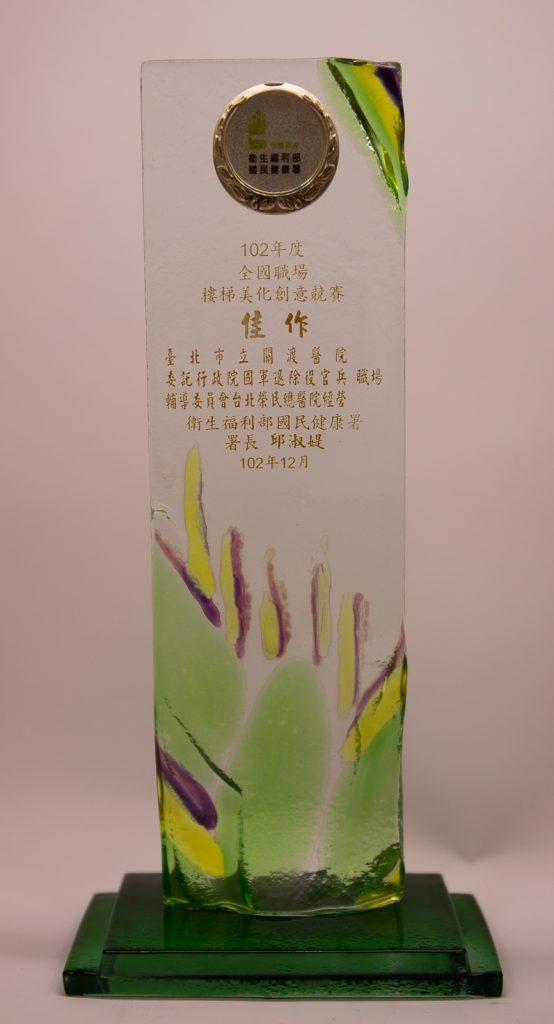 衛生福利部
國民健康署
102年度
全國職場
樓梯美化創意競賽
佳作
臺北市立關渡醫院
委託行政院國軍退除役官兵 職場
輔導委員會台北榮民總醫院經營
衛生福利部國民健康署
署長 邱淑媞
102年12月